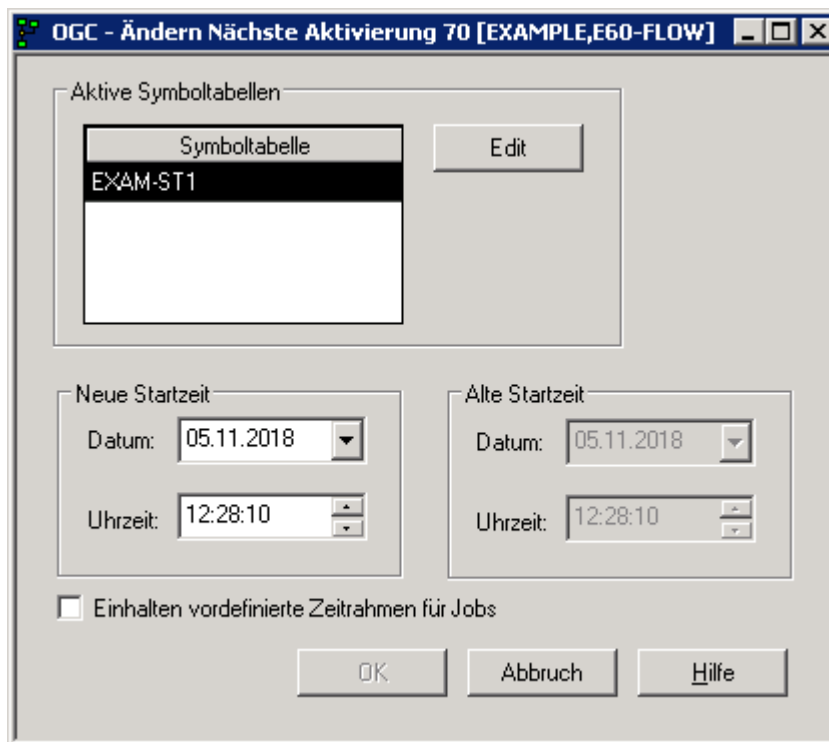 OGC - Ändern Nächste Aktivierung 70 [EXAMPLE,E60-FLOW]
Aktive Symboltabellen
Symboltabelle
Edit
EXAM-ST1
Neue Startzeit
Alte Startzeit
Datum: 05.11.2018
Datum: 05.11.2018
Uhrzeit: 12:28:10
Uhrzeit: 12:28:10
Einhalten vordefinierte Zeitrahmen für Jobs
OK
Abbruch
Hilfe